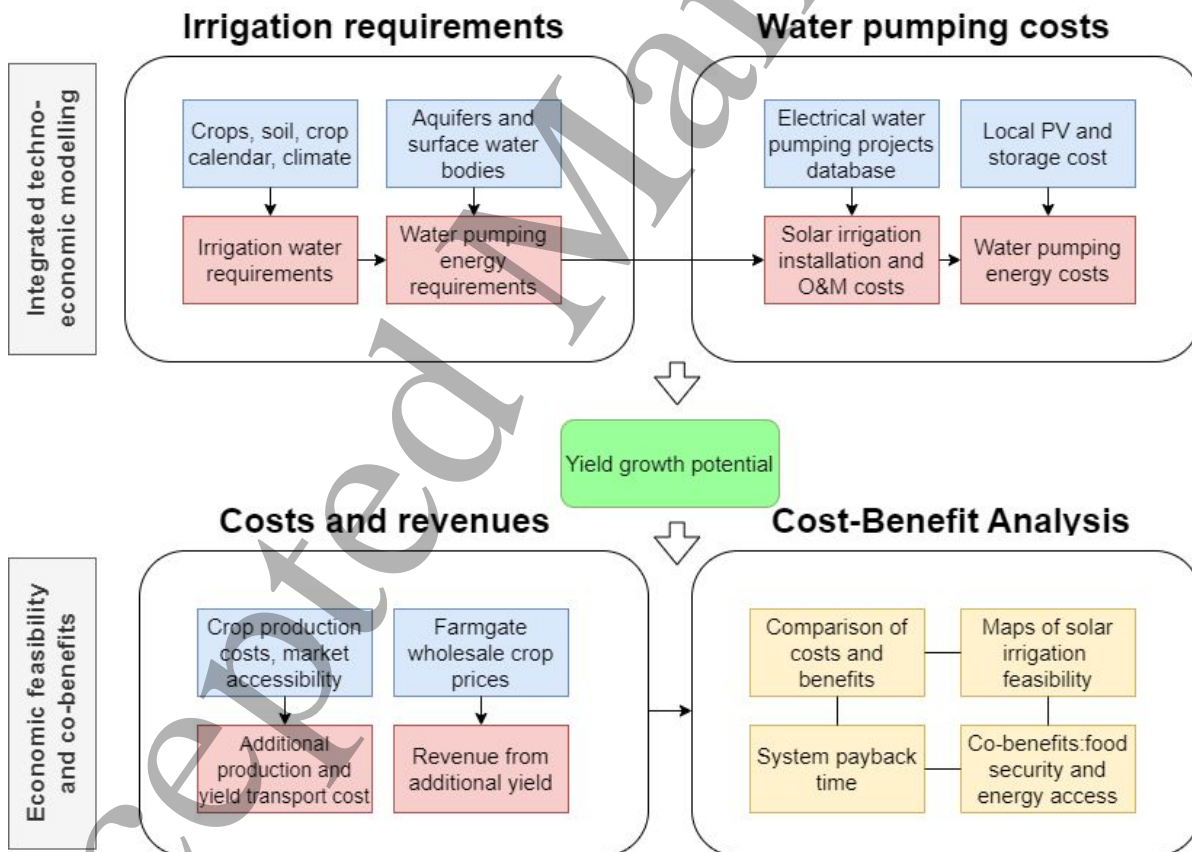 Irrigation requirements
Water pumping costs
Integrated techno-
economic modelling
Crops, soil, crop
calendar, climate
Aquifers and
surface water
bodies
Electrical water
pumping projects
database
Local PV and
storage cost
Irrigation water
requirements
Water pumping
energy
requirements
Solar irrigation
installation and
O&M costs
Water pumping
energy costs
Yield growth potential
Costs and revenues
Cost-Benefit Analysis
Economic feasibility
and co-benefits
Crop production
costs, market
accessibility
Farmgate
wholesale crop
prices
Comparison of
costs and
benefits
Maps of solar
irrigation
feasibility
Additional
production and
yield transport cost
Revenue from
additional yield
System payback
time
Co-benefits:food
security and
energy access
cepted Man